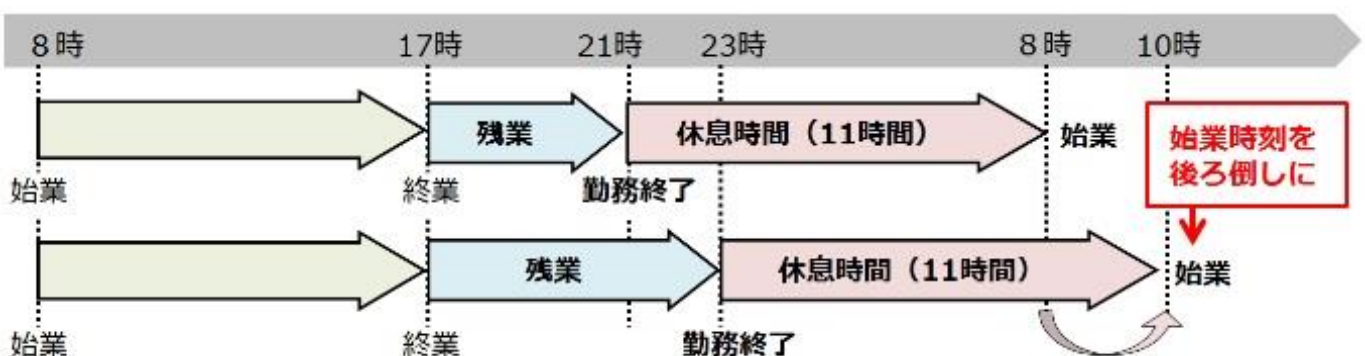 8時 17時 21時 23時 8時 10時
残業 休息時間（11時間） 始業
始業時刻を
後ろ倒しに
始業 終業 勤務終了
残業 休息時間（11時間） 始業
始業 終業 勤務終了